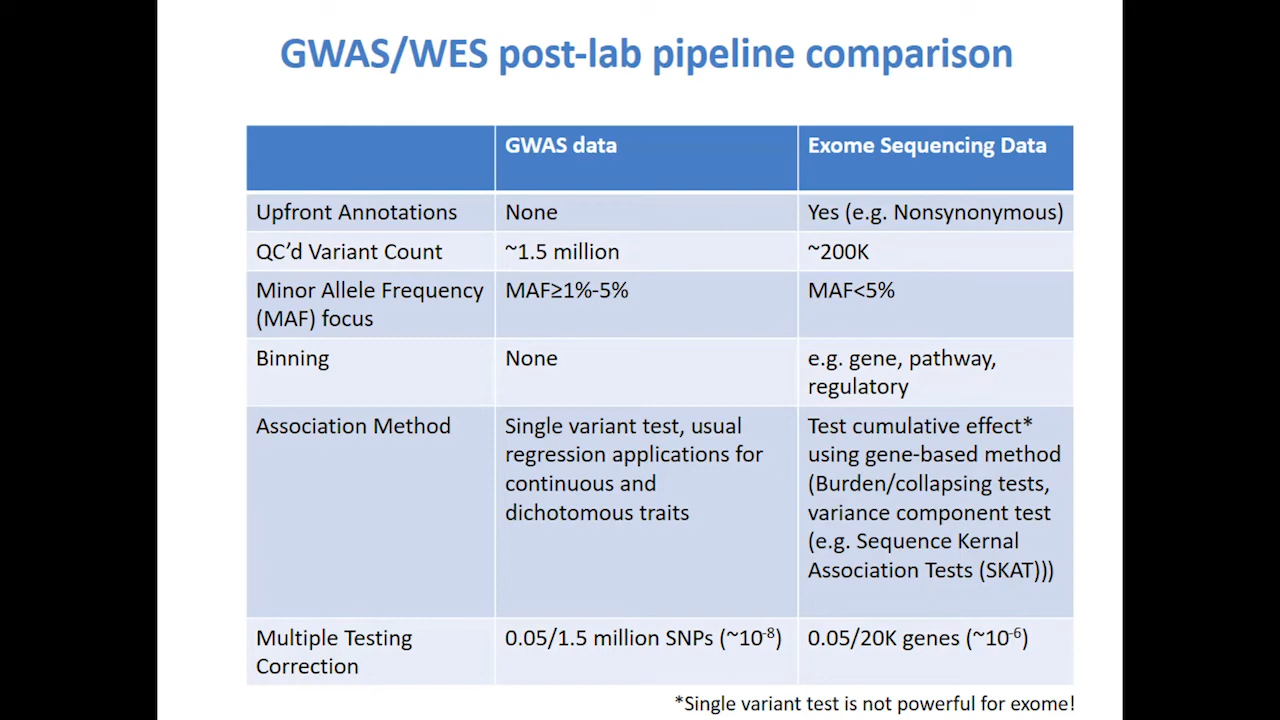 GWAS/WES post-lab pipeline comparison
GWAS data
Exome Sequencing Data
Upfront Annotations
None
Yes (e.g. Nonsynonymous)
QC’d Variant Count
~1.5 million
~200K
Minor Allele Frequency
(MAF) focus
MAF≥1%-5%
MAF<5%
Binning
None
e.g. gene, pathway,
regulatory
Association Method
Single variant test, usual
regression applications for
continuous and
dichotomous traits
Test cumulative effect*
using gene-based method
(Burden/collapsing tests,
variance component test
(e.g. Sequence Kernal
Association Tests (SKAT)))
Multiple Testing
Correction
0.05/1.5 million SNPs (~10⁻⁸)
0.05/20K genes (~10⁻⁶)
*Single variant test is not powerful for exome!